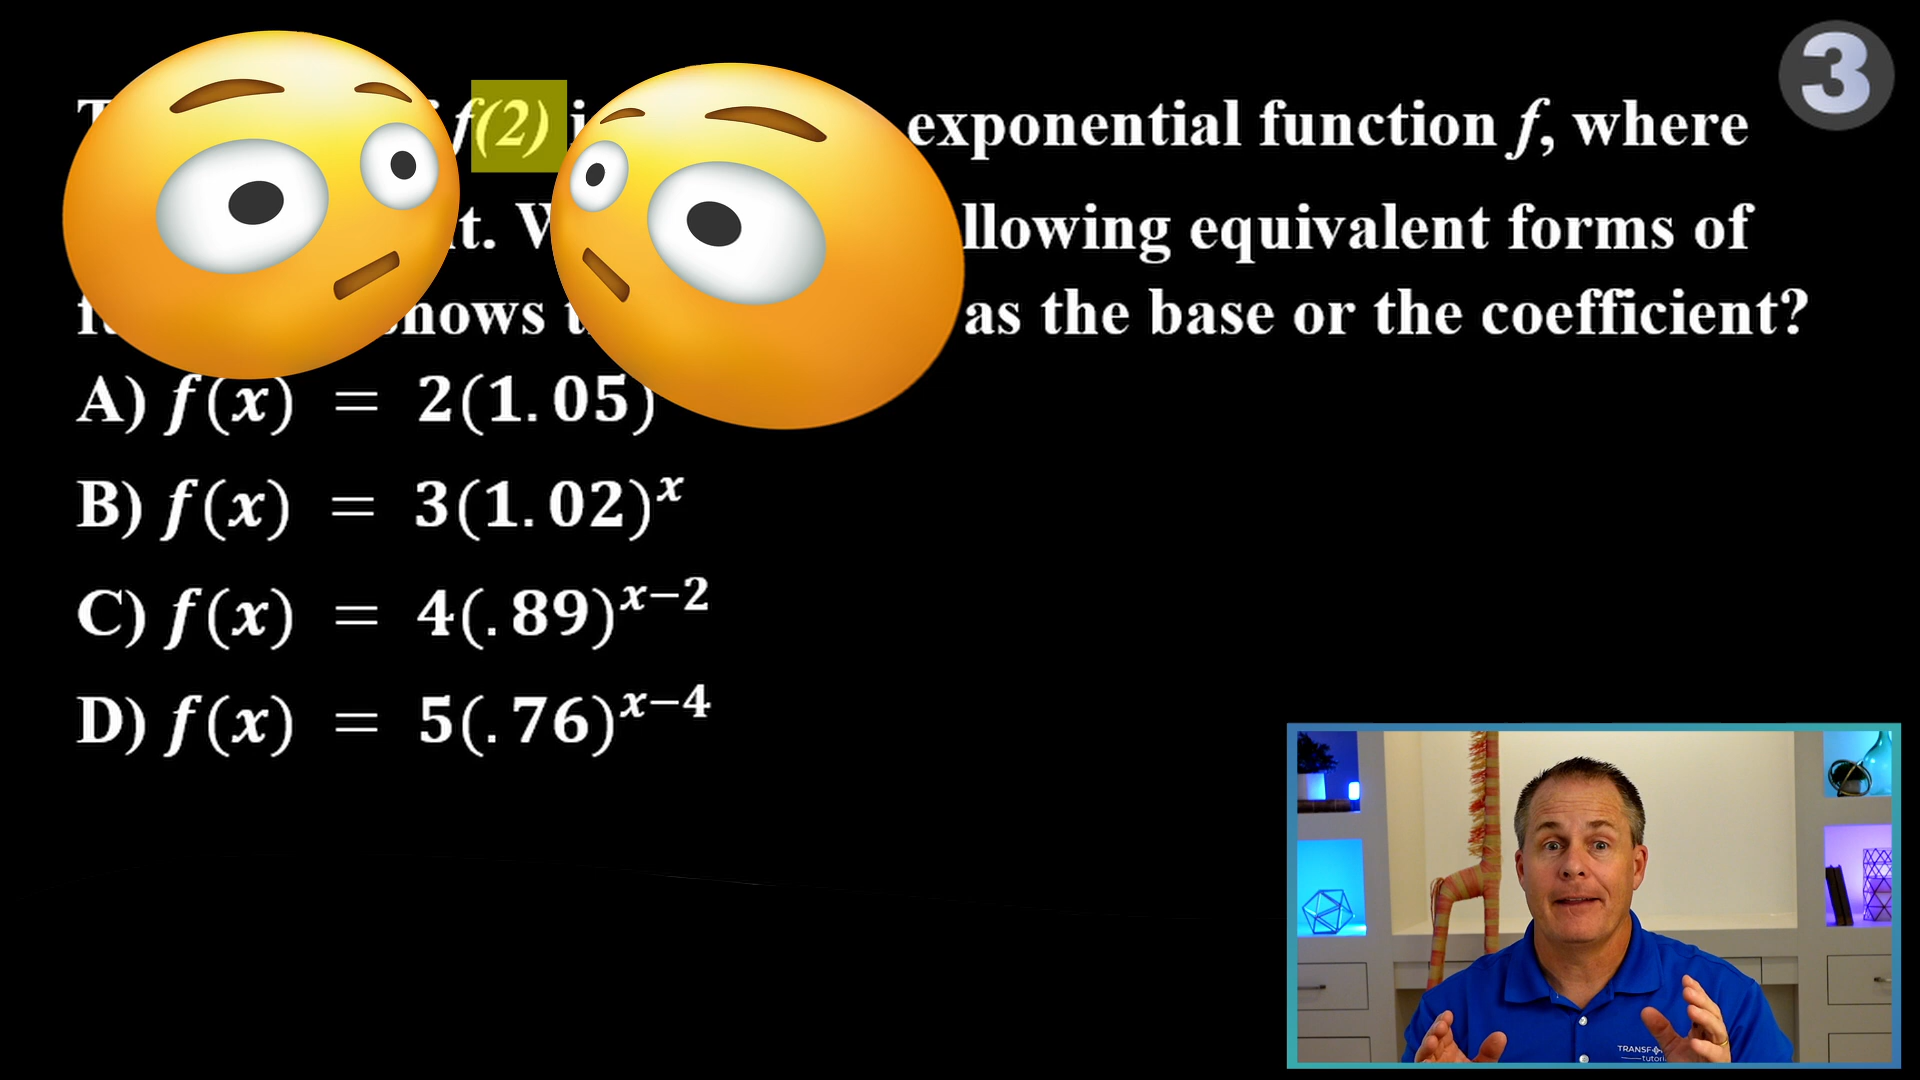 3
f(2) exponential function f, where
t. llowing equivalent forms of
as the base or the coefficient?
A) f(x) = 2(1.05)
B) f(x) = 3(1.02)^x
C) f(x) = 4(.89)^{x-2}
D) f(x) = 5(.76)^{x-4}